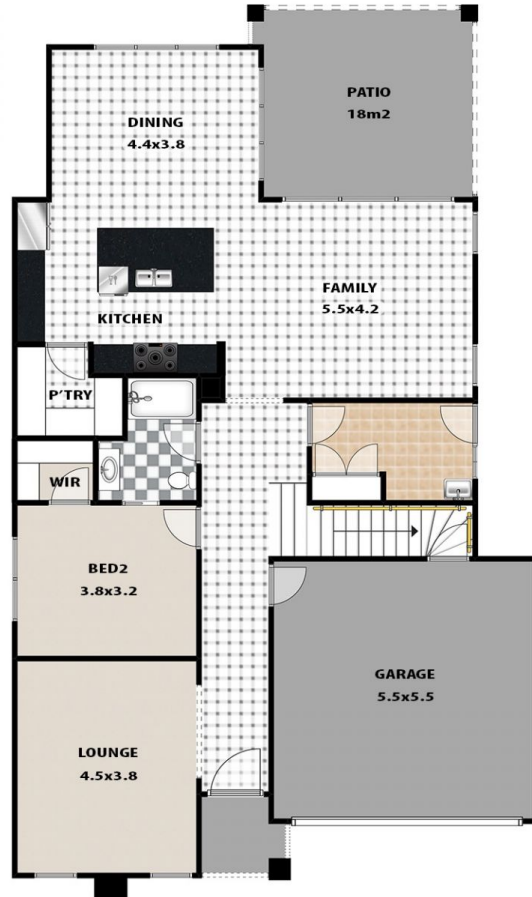 PATIO
18m2
DINING
4.4x3.8
FAMILY
5.5x4.2
KITCHEN
P'TRY
WIR
BED2
3.8x3.2
GARAGE
5.5x5.5
LOUNGE
4.5x3.8